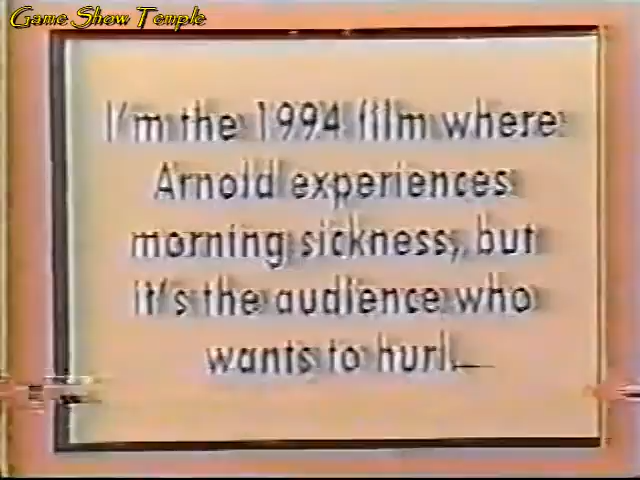 Game Show Temple
I'm the 1994 film where
Arnold experiences
morning sickness, but
it's the audience who
wants to hurl.